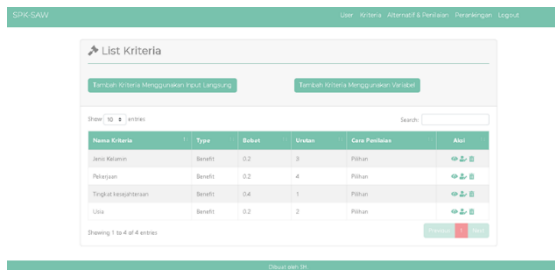 SPK-SAW User Kriteria Alternatif & Penilaian Perankingan Logout
List Kriteria
Tambah Kriteria Menggunakan Input Langsung Tambah Kriteria Menggunakan Variabel
Show 10 entries Search:
Nama Kriteria Type Bobot Urutan Cara Penilaian Aksi
Jenis Kelamin Benefit 0.2 3 Pilihan
Pekerjaan Benefit 0.2 4 Pilihan
Tingkat kesejahteraan Benefit 0.4 1 Pilihan
Usia Benefit 0.2 2 Pilihan
Showing 1 to 4 of 4 entries Previous 1 Next
Dibuat oleh